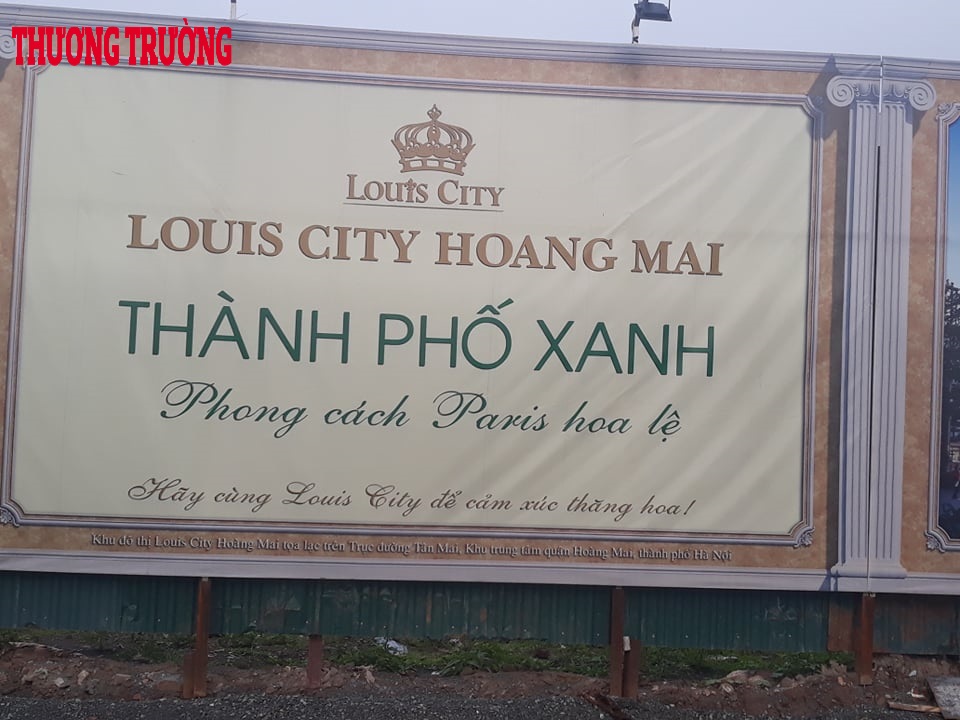 THƯƠNG TRƯỜNG
LOUIS CITY
LOUIS CITY HOANG MAI
THÀNH PHỐ XANH
Phong cách Paris hoa lệ
Hãy cùng Louis City để cảm xúc thăng hoa!
Khu đô thị Louis City Hoàng Mai tọa lạc trên Trục đường Tân Mai, Khu trung tâm quận Hoàng Mai, thành phố Hà Nội